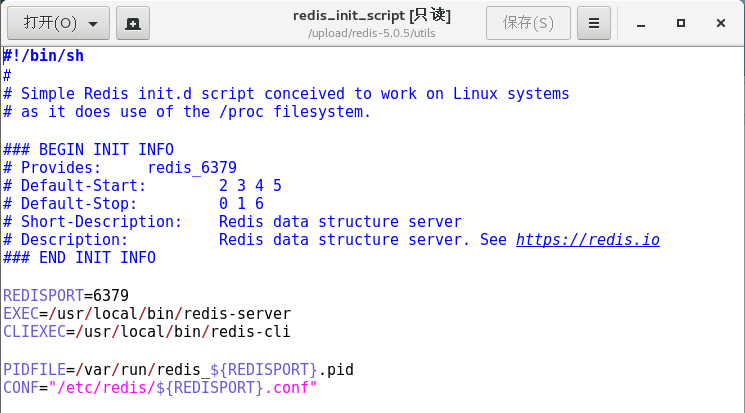 打开(O)
redis_init_script [只读]
/upload/redis-5.0.5/utils
保存(S)
#!/bin/sh
#
# Simple Redis init.d script conceived to work on Linux systems
# as it does use of the /proc filesystem.
### BEGIN INIT INFO
# Provides:     redis_6379
# Default-Start:        2 3 4 5
# Default-Stop:         0 1 6
# Short-Description:    Redis data structure server
# Description:          Redis data structure server. See https://redis.io
### END INIT INFO
REDISPORT=6379
EXEC=/usr/local/bin/redis-server
CLIEXEC=/usr/local/bin/redis-cli
PIDFILE=/var/run/redis_${REDISPORT}.pid
CONF="/etc/redis/${REDISPORT}.conf"